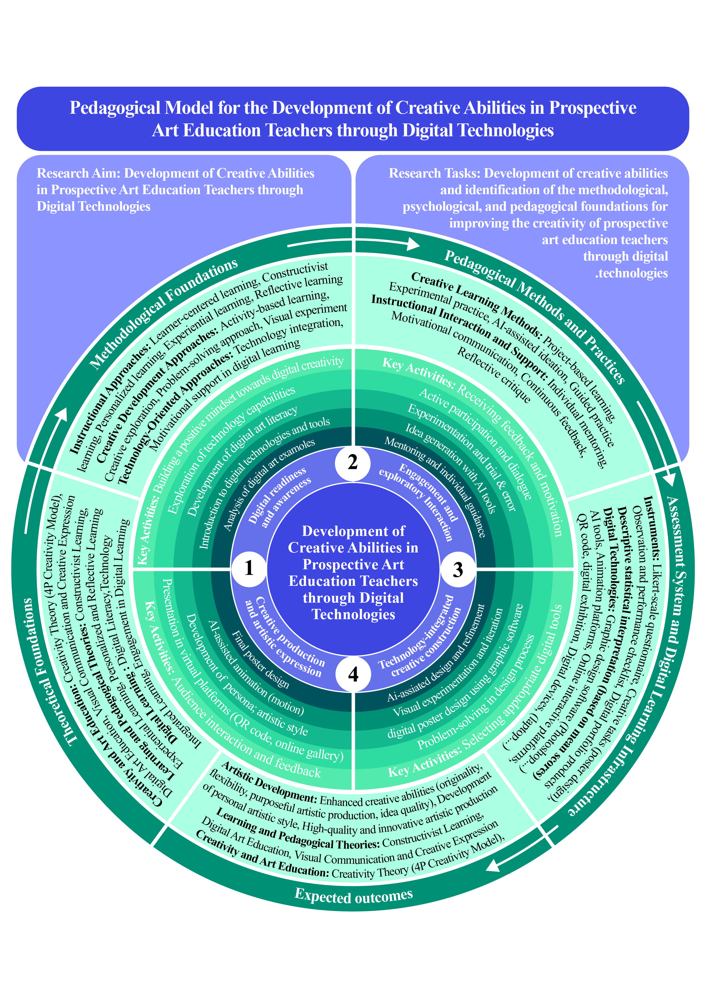 Pedagogical Model for the Development of Creative Abilities in Prospective
Art Education Teachers through Digital Technologies
Research Aim: Development of Creative Abilities
in Prospective Art Education Teachers through
Digital Technologies
Research Tasks: Development of creative abilities
and identification of the methodological,
psychological, and pedagogical foundations for
improving the creativity of prospective
art education teachers
through digital
.technologies
Theoretical Foundations
Creativity and Art Education: Creativity Theory (4P Creativity Model),
Digital Art Education, Visual Communication and Creative Expression
Learning and Pedagogical Theories: Constructivist Learning,
Experiential Learning, Personalized and Reflective Learning
Digital Learning : Digital Literacy,Technology
Integrated Learning, Engagement in Digital Learning
Methodological Foundations
Instructional Approaches: Learner-centered learning, Constructivist
learning, Personalized learning, Experiential learning, Reflective learning
Creative Development Approaches: Activity-based learning,
Creative exploration, Problem-solving approach, Visual experiment
Technology-Oriented Approaches: Technology integration,
Motivational support in digital learning
Pedagogical Methods and Practices
Creative Learning Methods: Project-based learning,
Experimental practice, AI-assisted ideation, Guided practice
Instructional Interaction and Support: Individual mentoring,
Motivational communication, Continuous feedback,
Reflective critique
Assessment System and Digital Learning Infrastructure
Instruments: Likert-scale questionnaire, Creative tasks (poster design),
Observation and performance checklist, Digital portfolio products
Descriptive statistical interpretation (based on mean scores)
Digital Technologies: Graphic design software (Photoshop...)
AI tools, Animation platforms, Online interactive platforms,
QR code, digital exhibition, Digital devices, (laptop...)
Expected outcomes
Artistic Development: Enhanced creative abilities (originality,
flexibility, purposeful artistic production, idea quality), Development
of personal artistic style, High-quality and innovative artistic production
Learning and Pedagogical Theories: Constructivist Learning,
Digital Art Education, Visual Communication and Creative Expression
Creativity and Art Education: Creativity Theory (4P Creativity Model),
1
Digital readiness
and awareness
Key Activities: Building a positive mindset towards digital creativity
Exploration of technology capabilities
Development of digital art literacy
Introduction to digital technologies and tools
Analysis of digital art examoles
2
Engagement and
exploratory Interaction
Key Activities: Receiving feedback and motivation
Active participation and dialogue
Experimentation and trial & error
Idea generation with AI tools
Mentoring and individual guidance
3
Technology-integrated
creative construction
Ai-assiated design and refinement
Visual experimentation and iteration
digital poster design using graphic software
Problem-solving in design process
Key Activities: Selecting appropriate digital tools
4
Creative production
and artistic expression
Final poster design
AI-assisted animation (motion)
Development of persona; artistic style
Presentation in virtual platforms (QR code, online gallery)
Key Activities: Audience interaction and feedback
Development of
Creative Abilities in
Prospective Art
Education Teachers
through Digital
Technologies